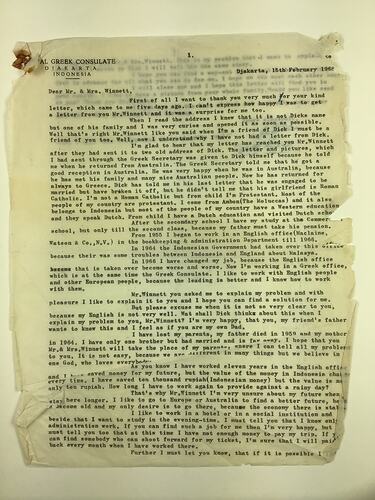 1.
AL GREEK CONSULATE
DJAKARTA
INDONESIA
Djakarta, 15th February 1968
Dear Mr. & Mrs. Winnett,
First of all I want to thank you very much for your kind
letter, which came to me five days ago. I can't express how happy I was to get
a letter from you Mr,Winnett and it was a surprise for me too.
When I read the address I knew that it is not Dicks name
but one of his family and I was very curios and opened it as soon as possible.
Well that's right Mr,Winnett like you said when I'm a friend of Dick I must be a
friend of you too. Well, I understand why I have not had a letter from Dick.
I'm glad to hear that my letter has reached you Mr,Winnett
after they had sent it to two old address of Dick. The letter and pictures, which
I had sent through the Greek Secretary was given to Dick himself because he told
me when he returned from Australia. The Greek Secretary told me that he got a
good reception in Australia. He was very happy when he was in Australia, because
he has met his family and many nice Australian people. Now he has returned for
always to Greece. Dick has told me in his last letter that he was engaged to be
married but have broken it off, but he didn't tell me that his girlfriend is Roman
Catholic. I'm not a Roman Catholic but from child I'm Protestant. Most of the
people of my country are protestant. I come from Ambon(The Moluccas) and it also
belongs to Indonesia but most of the people of my country have a Western education
and they speak Dutch. From child I have a Dutch education and visited Dutch school
After the secondary school I have my study at the Commer.
school, but only till the second class, because my father must take his pension.
From 1955 I began to work in an English office(Maclaine,
Watson & Co.,N.V.) in the bookkeeping & administration Department till 1966.
In 1964 the Indonesian Government had taken over this office
because their was some troubles between Indonesia and England about Malaya.
In 1966 I have changed my job, because the English office
that is taken over became worse and worse. Now I'm working in a Greek office,
which is at the same time the Greek Consulate. I like to work with English people
and other European people, because the leading is better and I know how to work
with them.
Mr,Winnett you asked me to explain my problem and with
pleasure I like to explain it to you and I hope you can find a solution for me.
But please excuse me when it is not so very clear to you,
because my English is not very well. Wat shall Dick thinks about this when I
explain my problem to you, Mr,Winnett? I'm very happy, that you, my friend's father
wants to know this and I feel as if you are my own Dad,
I have lost my parents, my father died in 1959 and my mother
in 1964. I have only one brother but had married and is far away. I hope that you
Mr,& Mrs,Winnett will take the place of my parents, since I can tell all my problem
to you. It is not easy, because we are different in many things but we believe in
one God, who loves everybody.
As you know I have worked eleven years in the English office
and I have saved money for my future, but the value of the money in Indonesia
every time, I have saved ten thousand rupiah(Indonesian money) but the value is
only ten rupiah. How long I have to work again to provide against a rainy day?
That's why Mr,Winnett I'm very unsure about my future when
stay here longer. I like to go to Europe or Australia to find a better future, be
become old and my only desire is to go there, because the economy there is
I like to work in a hotel or in a social institution and
beside that I want to study in the evening-time, I must tell you that I know only
administration work. If you can find such a job for me then I'm very happy, but
must tell you too that at this time I have not enough money to pay my trip. If y
can find somebody who can shoot forward for my ticket, I'm sure that I will pai
back every month when I have worked there.
Further I must let you know, that if it is possible I